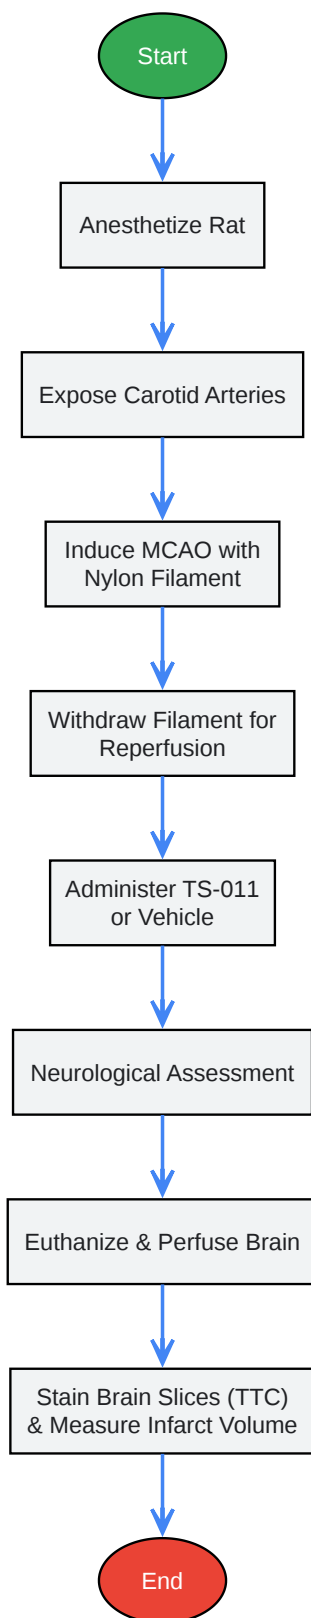 Start
Anesthetize Rat
Expose Carotid Arteries
Induce MCAO with
Nylon Filament
Withdraw Filament for
Reperfusion
Administer TS-011
or Vehicle
Neurological Assessment
Euthanize & Perfuse Brain
Stain Brain Slices (TTC)
& Measure Infarct Volume
End